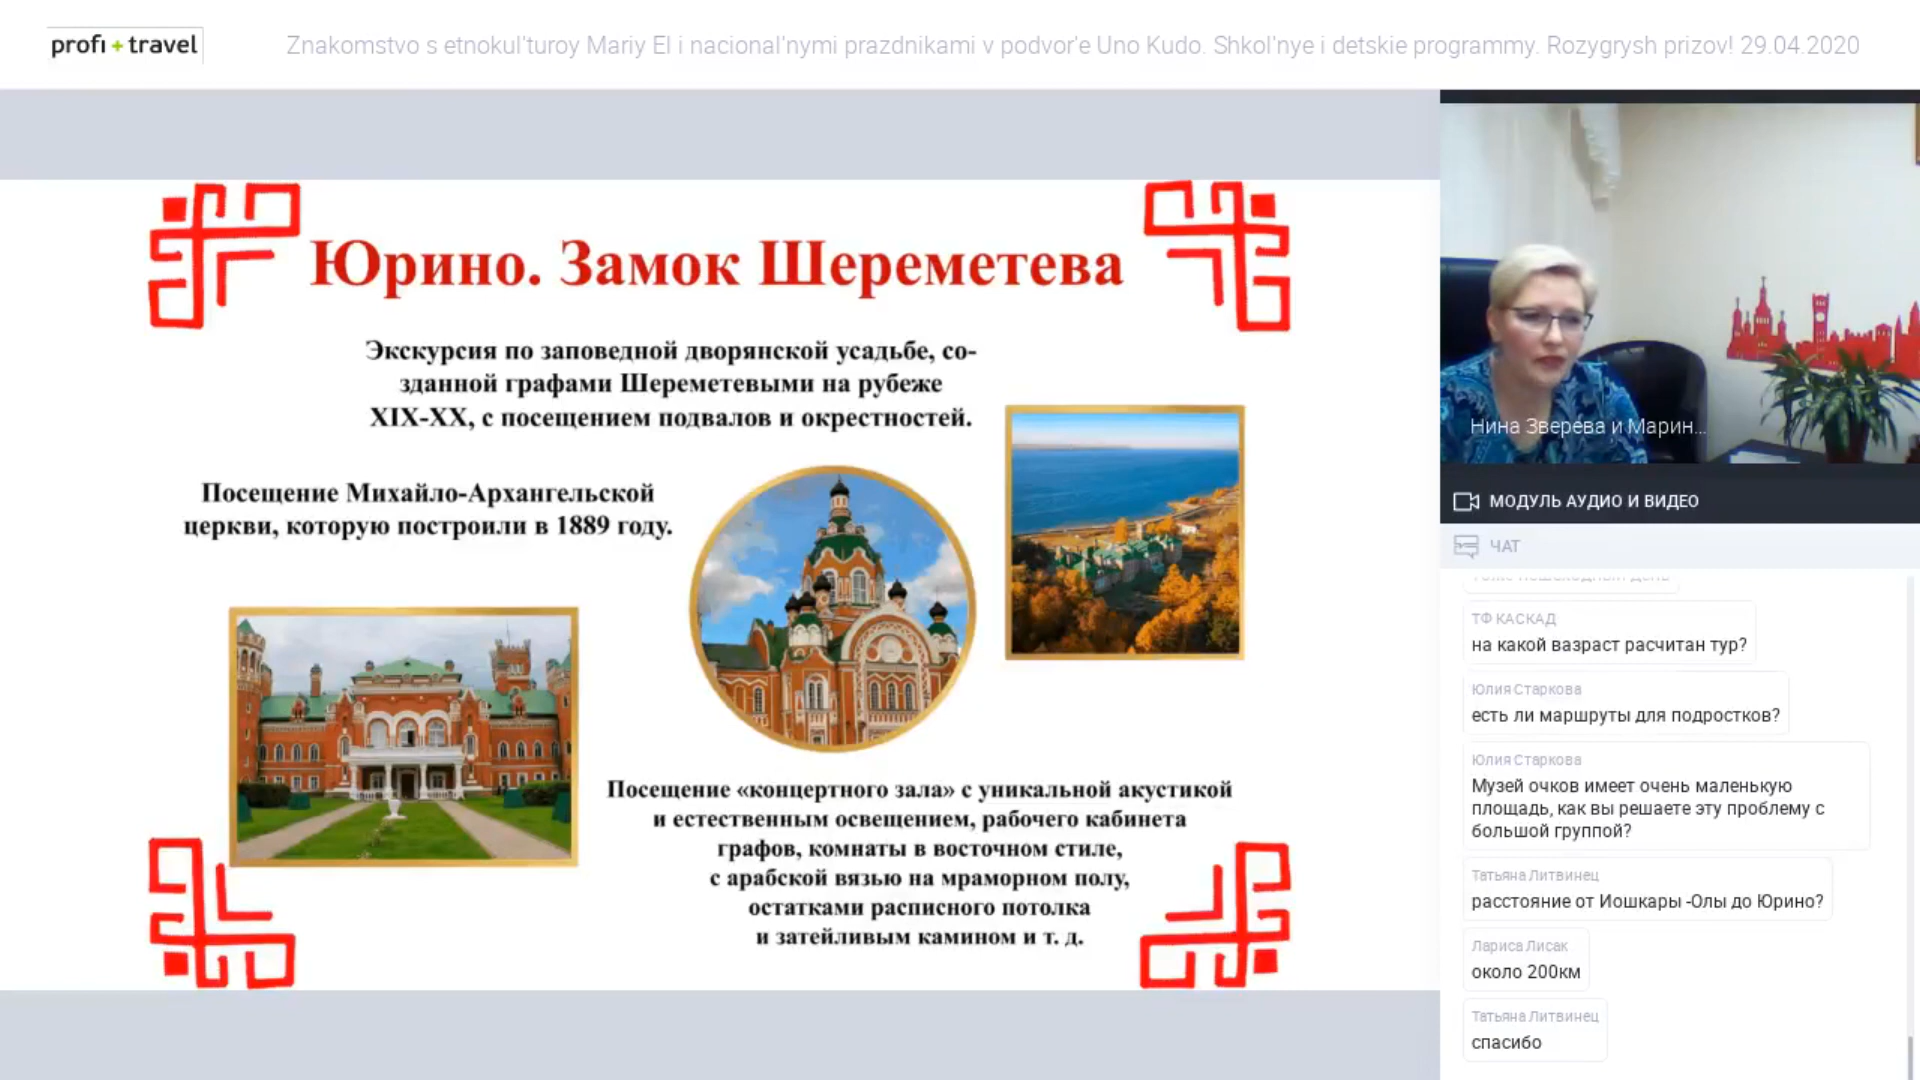 profi + travel
Znakomstvo s etnokul'turoy Mariy El i nacional'nymi prazdnikami v podvor'e Uno Kudo. Shkol'nye i detskie programmy. Rozygrysh prizov! 29.04.2020
Юрино. Замок Шереметева
Экскурсия по заповедной дворянской усадьбе, со-
зданной графами Шереметевыми на рубеже
XIX-XX, с посещением подвалов и окрестностей.
Посещение Михайло-Архангельской
церкви, которую построили в 1889 году.
Посещение «концертного зала» с уникальной акустикой
и естественным освещением, рабочего кабинета
графов, комнаты в восточном стиле,
с арабской вязью на мраморном полу,
остатками расписного потолка
и затейливым камином и т. д.
Нина Зверева и Марин...
МОДУЛЬ АУДИО И ВИДЕО
ЧАТ
ТФ КАСКАД
на какой вазраст расчитан тур?
Юлия Старкова
есть ли маршруты для подростков?
Юлия Старкова
Музей очков имеет очень маленькую
площадь, как вы решаете эту проблему с
большой группой?
Татьяна Литвинец
расстояние от Иошкары -Олы до Юрино?
Лариса Лисак
около 200км
Татьяна Литвинец
спасибо